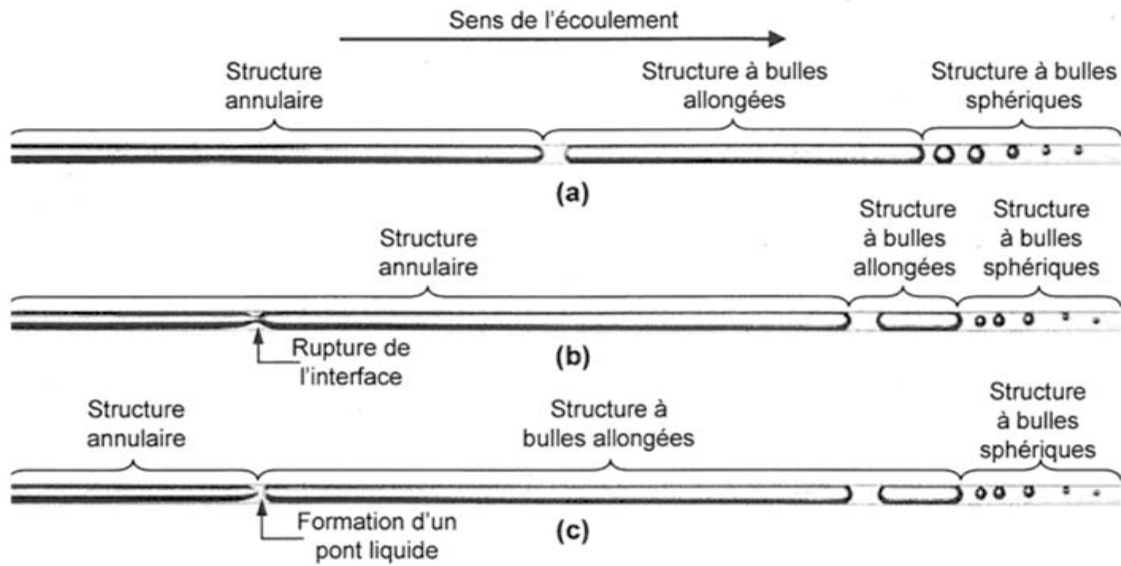 Sens de l'écoulement
Structure
annulaire
Structure à bulles
allongées
Structure à bulles
sphériques
(a)
Structure
annulaire
Structure
à bulles
allongées
Structure
à bulles
sphériques
Rupture de
l'interface
(b)
Structure
annulaire
Structure à
bulles allongées
Structure
à bulles
sphériques
Formation d'un
pont liquide
(c)